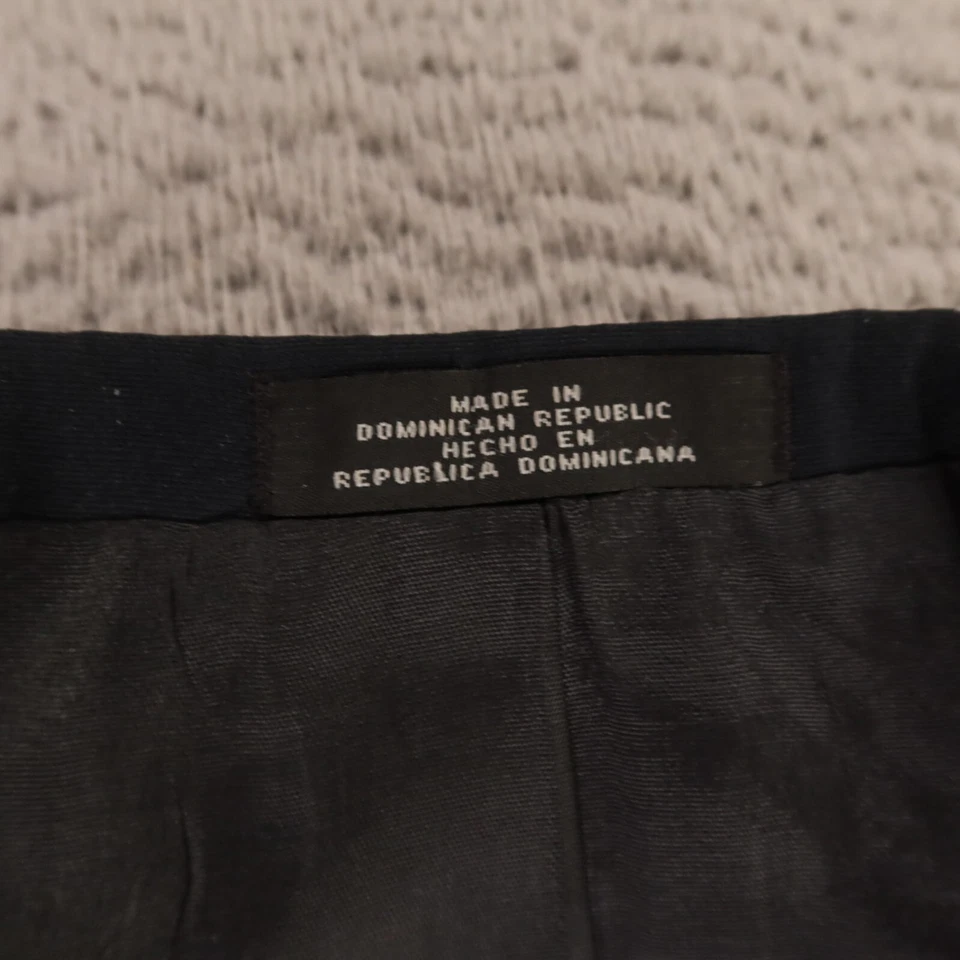 MADE IN
DOMINICAN REPUBLIC
HECHO EN
REPUBLICA DOMINICANA